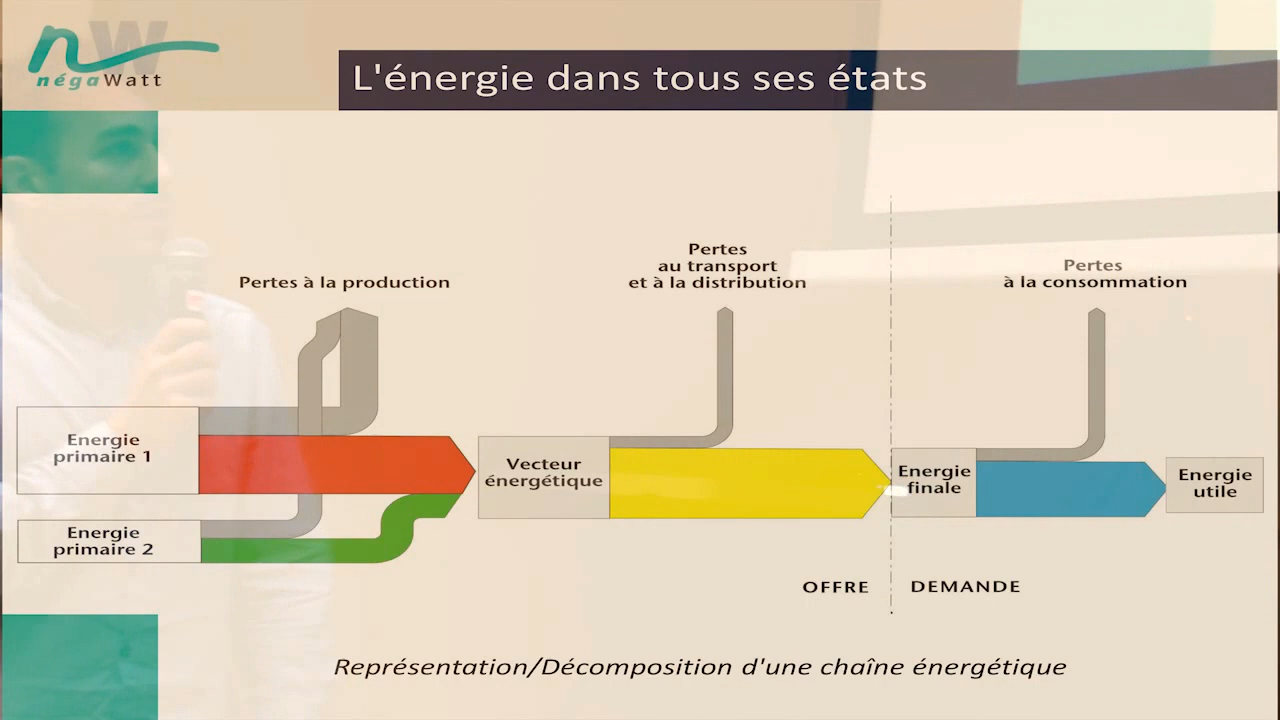 nW
négaWatt
L'énergie dans tous ses états
Pertes à la production
Pertes
au transport
et à la distribution
Pertes
à la consommation
Energie
primaire 1
Energie
primaire 2
Vecteur
énergétique
Energie
finale
Energie
utile
OFFRE
DEMANDE
Représentation/Décomposition d'une chaîne énergétique